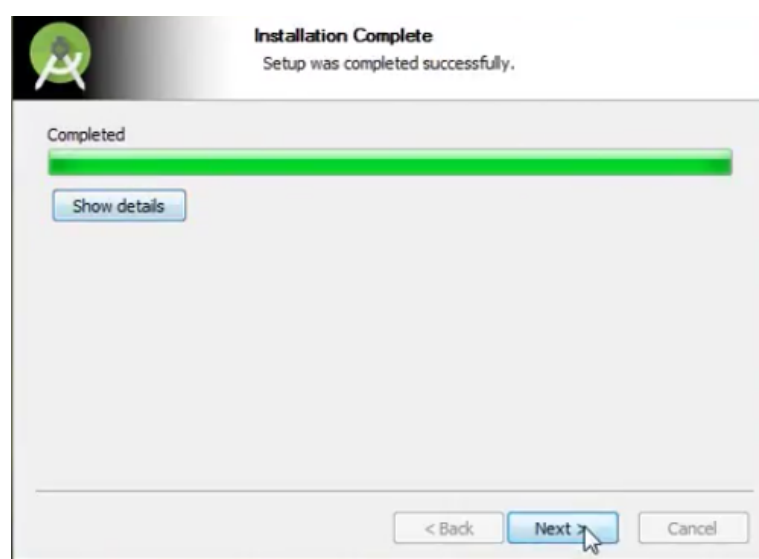 Installation Complete
Setup was completed successfully.
Completed
Show details
< Back
Next >
Cancel